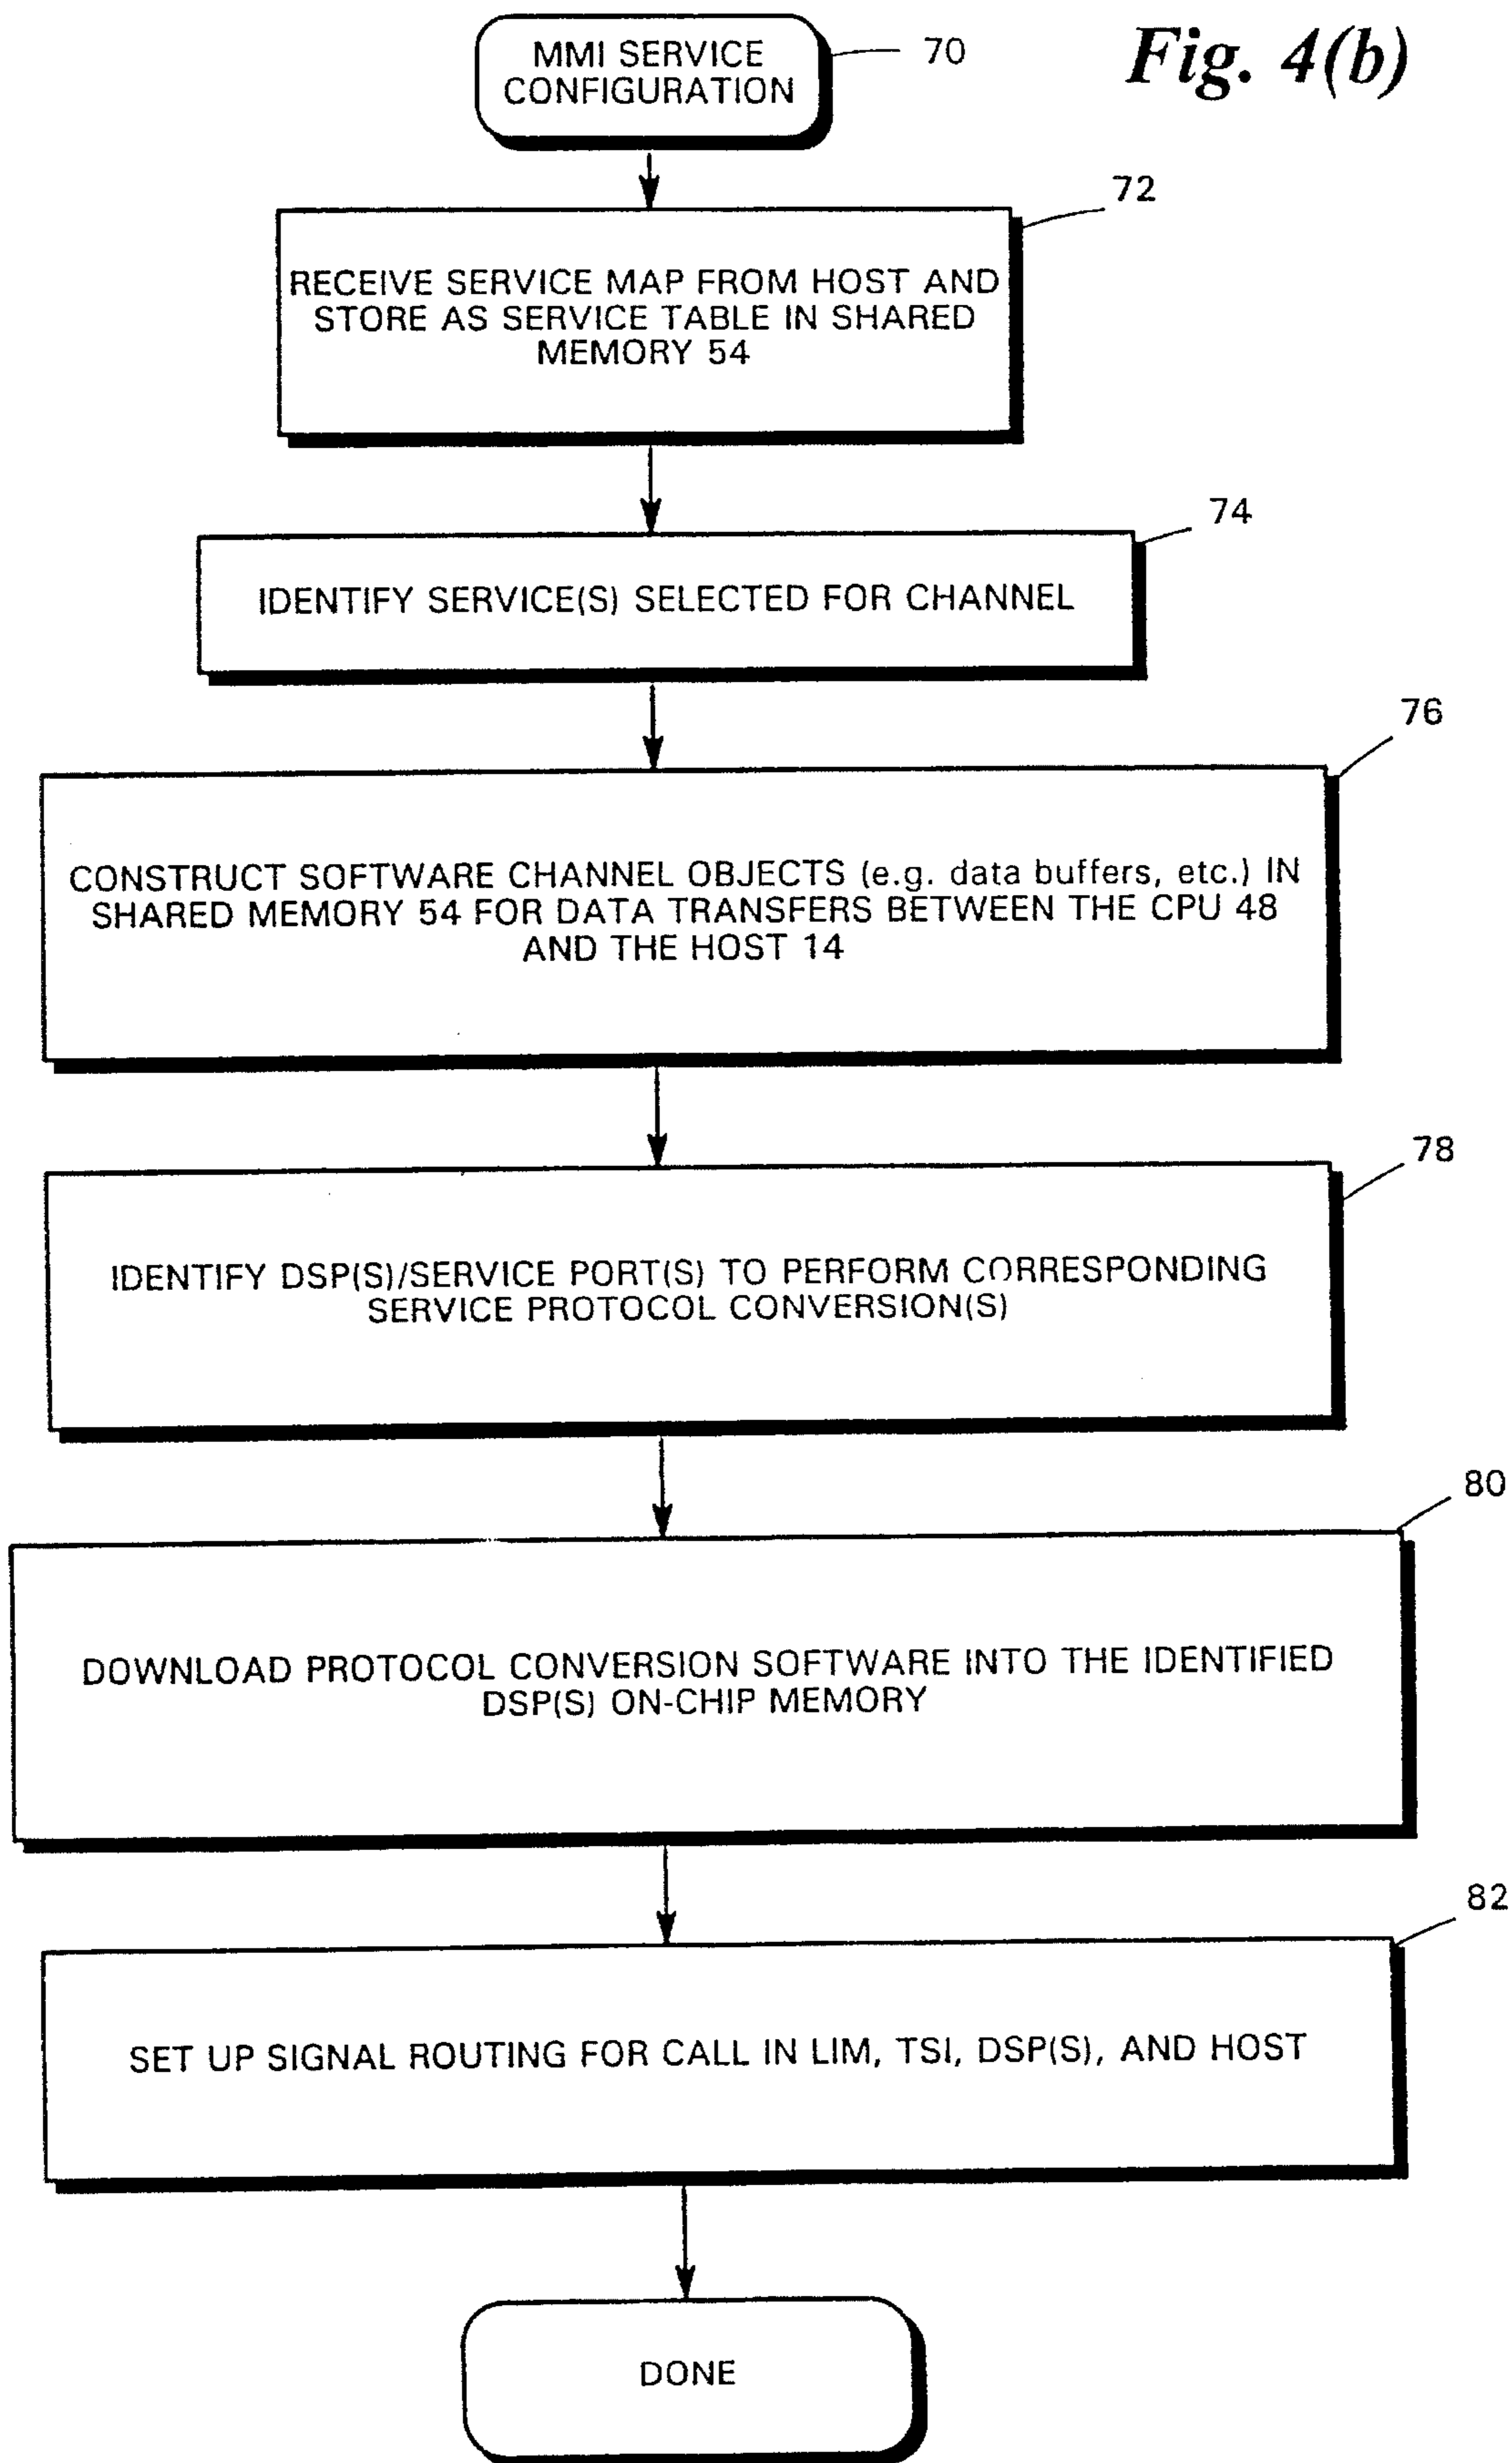 MMI SERVICE
CONFIGURATION
70
Fig. 4(b)
72
RECEIVE SERVICE MAP FROM HOST AND
STORE AS SERVICE TABLE IN SHARED
MEMORY 54
74
IDENTIFY SERVICE(S) SELECTED FOR CHANNEL
76
CONSTRUCT SOFTWARE CHANNEL OBJECTS (e.g. data buffers, etc.) IN
SHARED MEMORY 54 FOR DATA TRANSFERS BETWEEN THE CPU 48
AND THE HOST 14
78
IDENTIFY DSP(S)/SERVICE PORT(S) TO PERFORM CORRESPONDING
SERVICE PROTOCOL CONVERSION(S)
80
DOWNLOAD PROTOCOL CONVERSION SOFTWARE INTO THE IDENTIFIED
DSP(S) ON-CHIP MEMORY
82
SET UP SIGNAL ROUTING FOR CALL IN LIM, TSI, DSP(S), AND HOST
DONE